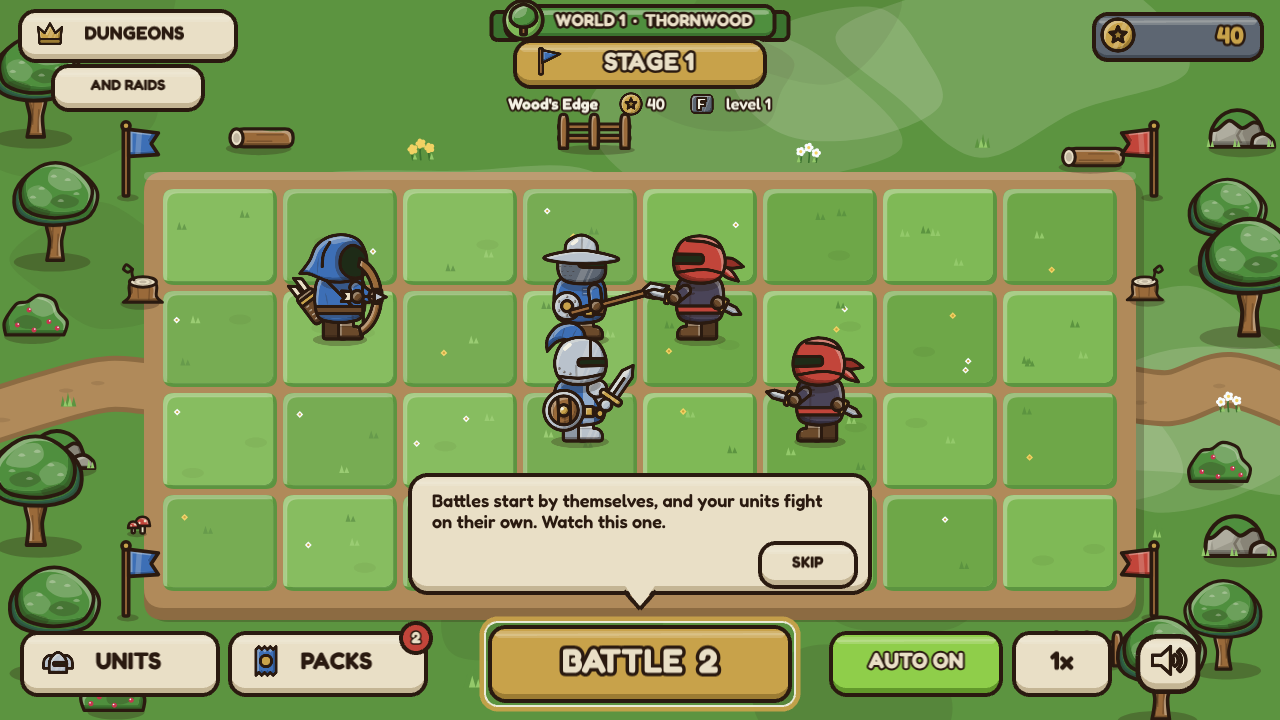 DUNGEONS
AND RAIDS
WORLD 1 · THORNWOOD
STAGE 1
Wood's Edge 40 F level 1
40
Battles start by themselves, and your units fight
on their own. Watch this one.
SKIP
UNITS
PACKS
2
BATTLE 2
AUTO ON
1x